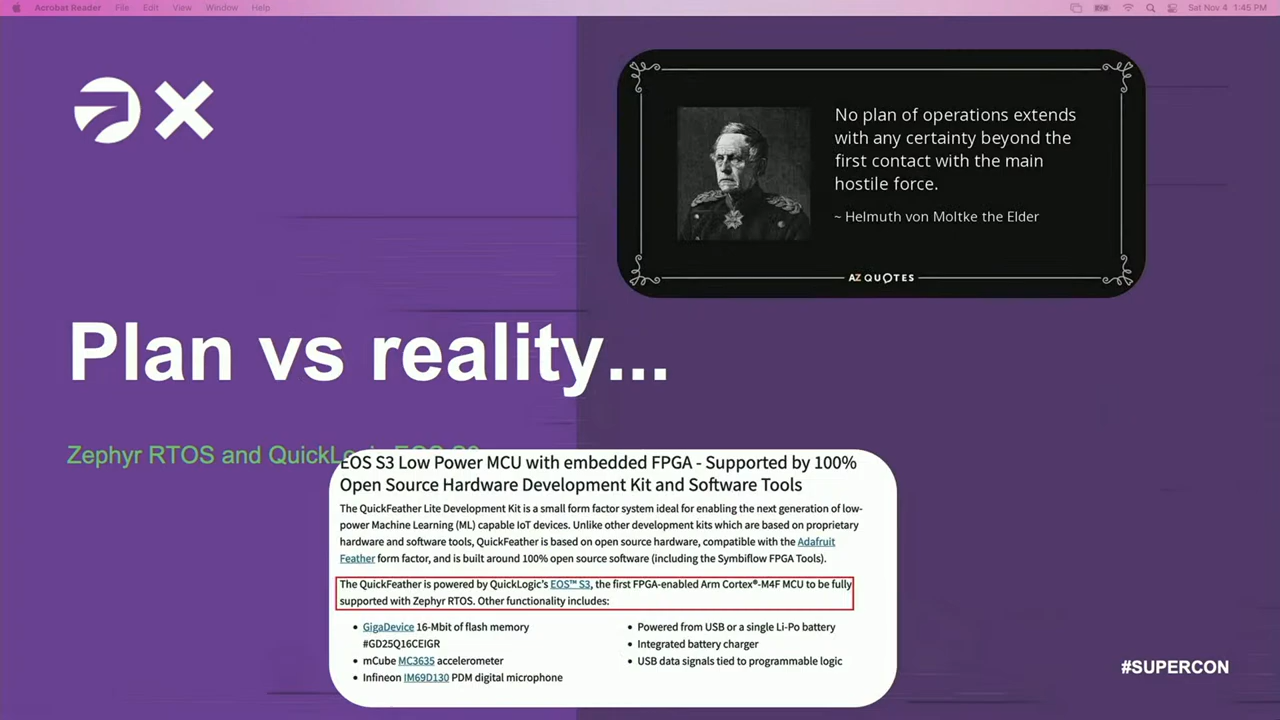 Acrobat Reader File Edit View Window Help Sat Nov 4 1:45 PM
No plan of operations extends
with any certainty beyond the
first contact with the main
hostile force.
~ Helmuth von Moltke the Elder
AZ QUOTES
Plan vs reality...
Zephyr RTOS and QuickLogic EOS S3
EOS S3 Low Power MCU with embedded FPGA - Supported by 100%
Open Source Hardware Development Kit and Software Tools
The QuickFeather Lite Development Kit is a small form factor system ideal for enabling the next generation of low-
power Machine Learning (ML) capable IoT devices. Unlike other development kits which are based on proprietary
hardware and software tools, QuickFeather is based on open source hardware, compatible with the Adafruit
Feather form factor, and is built around 100% open source software (including the Symbiflow FPGA Tools).
The QuickFeather is powered by QuickLogic's EOS™ S3, the first FPGA-enabled Arm Cortex®-M4F MCU to be fully
supported with Zephyr RTOS. Other functionality includes:
• GigaDevice 16-Mbit of flash memory
#GD25Q16CEIGR
• mCube MC3635 accelerometer
• Infineon IM69D130 PDM digital microphone
• Powered from USB or a single Li-Po battery
• Integrated battery charger
• USB data signals tied to programmable logic
#SUPERCON